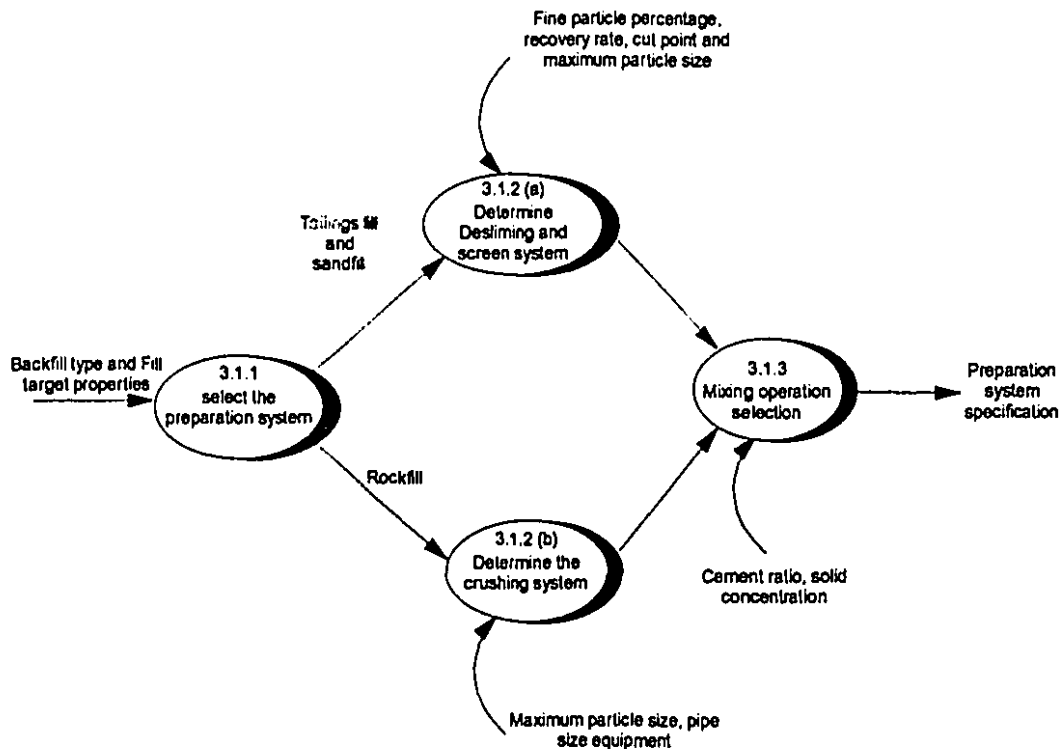 Fine particle percentage,
recovery rate, cut point and
maximum particle size
3.1.2 (a)
Determine
Desliming and
screen system
Tailings fill
and
sandfill
Backfill type and Fill
target properties
3.1.1
select the
preparation system
3.1.3
Mixing operation
selection
Preparation
system
specification
Rockfill
3.1.2 (b)
Determine the
crushing system
Cement ratio, solid
concentration
Maximum particle size, pipe
size equipment